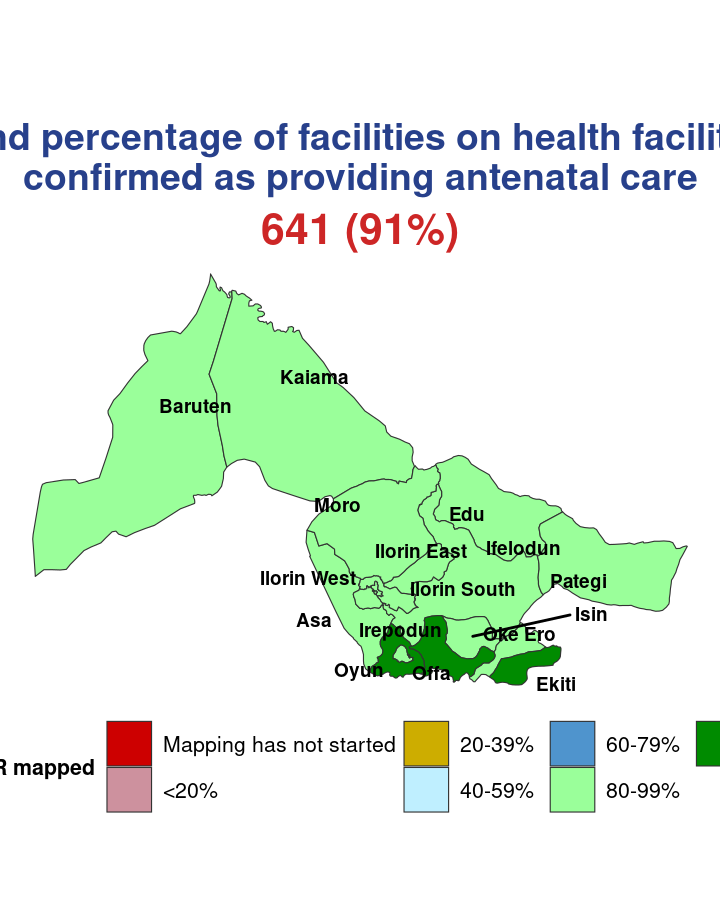 nd percentage of facilities on health facilit
confirmed as providing antenatal care
641 (91%)
Kaiama
Baruten
Moro
Edu
Ilorin East
Ifelodun
Ilorin West
Ilorin South
Pategi
Asa
Isin
Irepodun
Oke Ero
Oyun
Offa
Ekiti
R mapped
Mapping has not started
20-39%
60-79%
<20%
40-59%
80-99%